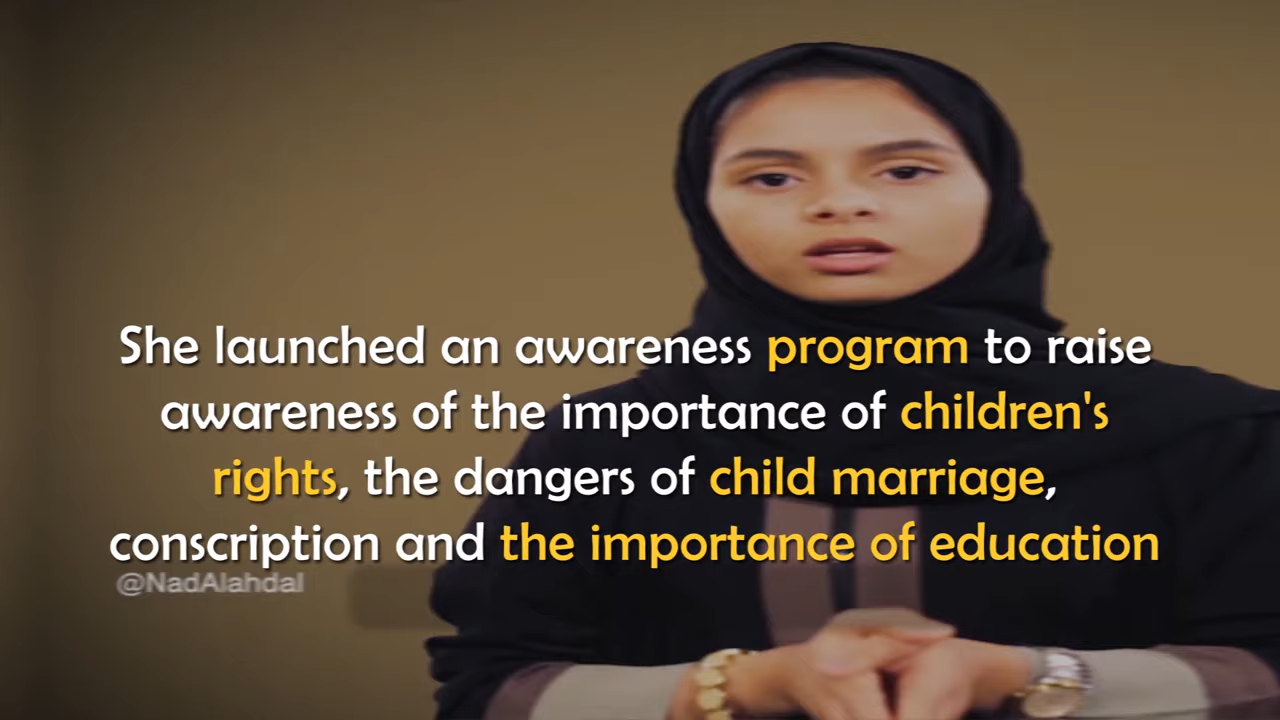 She launched an awareness program to raise
awareness of the importance of children's
rights, the dangers of child marriage,
conscription and the importance of education
@NadAlahdal